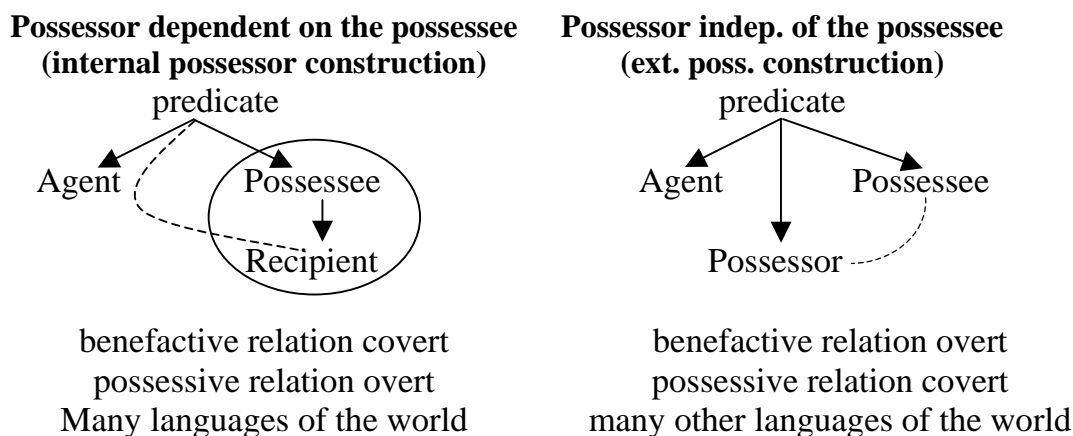 Possessor dependent on the possessee
(internal possessor construction)
predicate
Agent
Possessee
Recipient
benefactive relation covert
possessive relation overt
Many languages of the world
Possessor indep. of the possessee
(ext. poss. construction)
predicate
Agent
Possessee
Possessor
benefactive relation overt
possessive relation covert
many other languages of the world